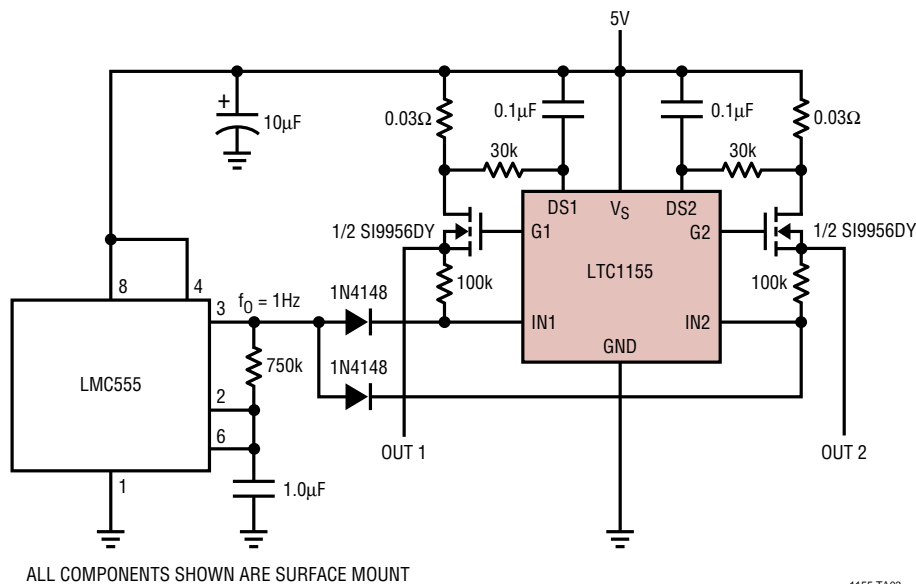 5V
+
10µF
0.03Ω
0.1µF
0.1µF
0.03Ω
30k
30k
DS1
VS
DS2
1/2 SI9956DY
G1
G2
1/2 SI9956DY
LTC1155
100k
100k
8
4
3
f0 = 1Hz
1N4148
IN1
IN2
GND
LMC555
750k
1N4148
2
6
OUT 1
OUT 2
1
1.0µF
ALL COMPONENTS SHOWN ARE SURFACE MOUNT